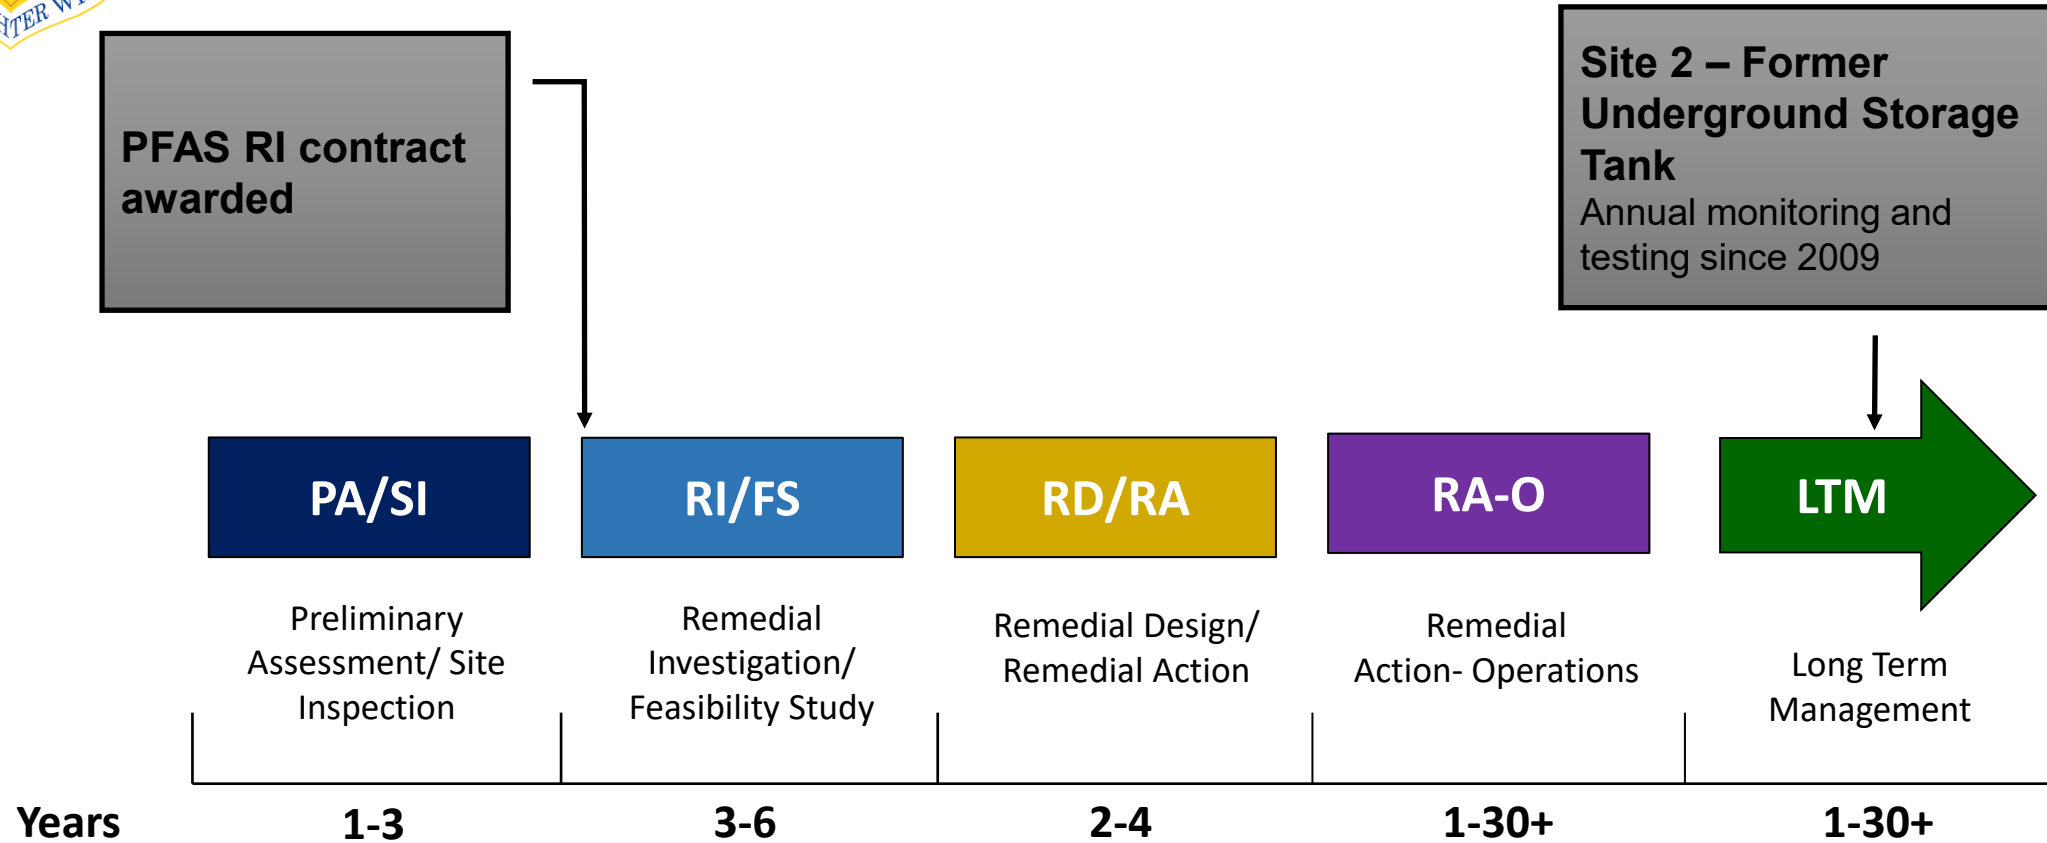 PFAS RI contract
awarded
Site 2 – Former
Underground Storage
Tank
Annual monitoring and
testing since 2009
PA/SI
RI/FS
RD/RA
RA-O
LTM
Preliminary
Assessment/ Site
Inspection
Remedial
Investigation/
Feasibility Study
Remedial Design/
Remedial Action
Remedial
Action- Operations
Long Term
Management
Years
1-3
3-6
2-4
1-30+
1-30+